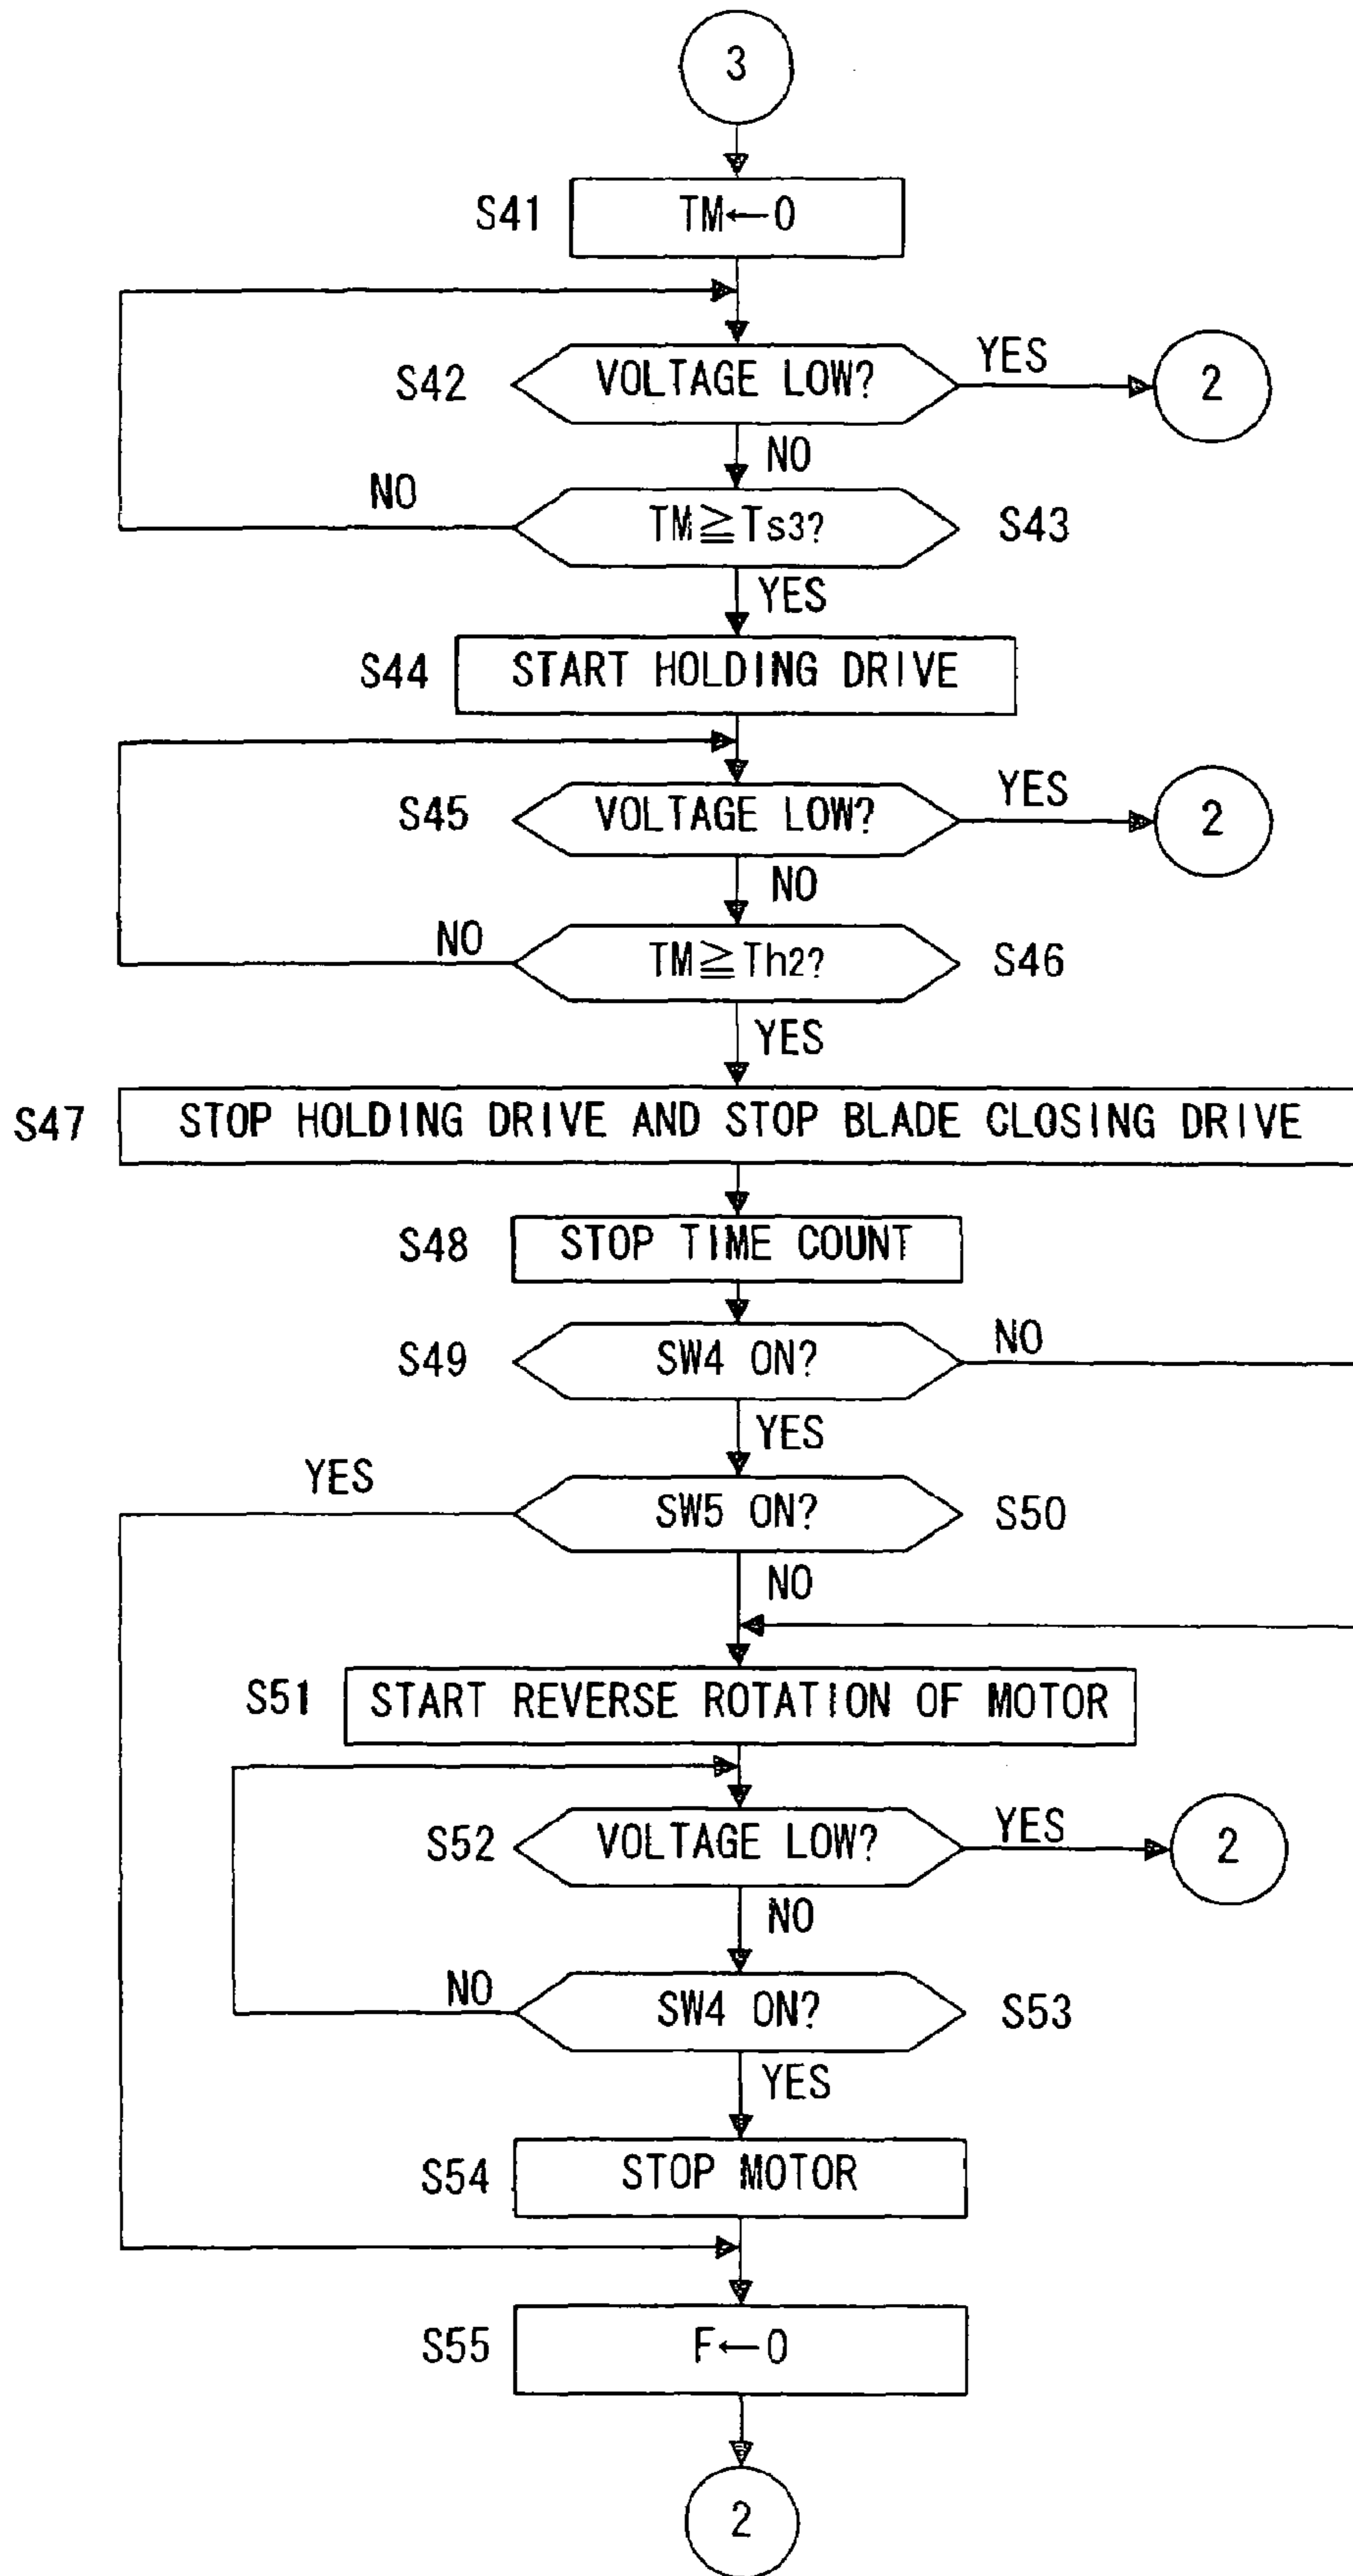 3
S41 TM←0
S42 VOLTAGE LOW? YES 2
NO
NO TM≧Ts3? S43
YES
S44 START HOLDING DRIVE
S45 VOLTAGE LOW? YES 2
NO
NO TM≧Th2? S46
YES
S47 STOP HOLDING DRIVE AND STOP BLADE CLOSING DRIVE
S48 STOP TIME COUNT
S49 SW4 ON? NO
YES
YES SW5 ON? S50
NO
S51 START REVERSE ROTATION OF MOTOR
S52 VOLTAGE LOW? YES 2
NO
NO SW4 ON? S53
YES
S54 STOP MOTOR
S55 F←0
2